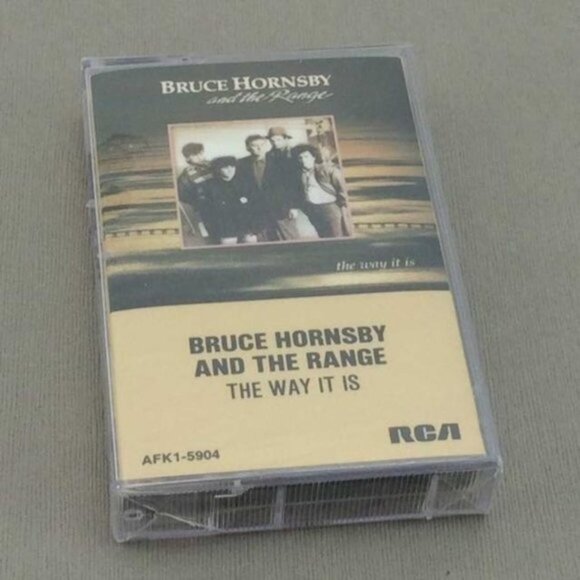 BRUCE HORNSBY
and the Range
the way it is
BRUCE HORNSBY
AND THE RANGE
THE WAY IT IS
RCA
AFK1-5904